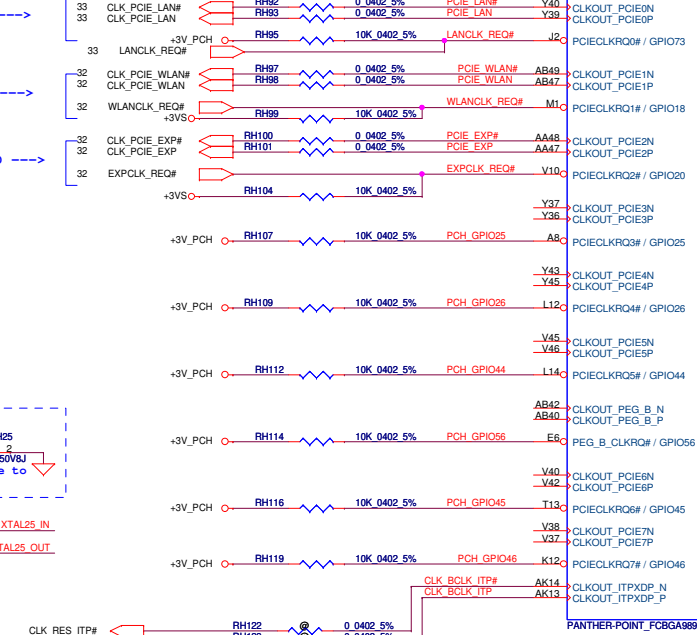 33 CLK_PCIE_LAN# RH92 0_0402_5% PCIE_LAN# Y40 CLKOUT_PCIE0N
33 CLK_PCIE_LAN RH93 0_0402_5% PCIE_LAN Y39 CLKOUT_PCIE0P
+3V_PCH RH95 10K_0402_5% LANCLK_REQ# J2 PCIECLKRQ0# / GPIO73
33 LANCLK_REQ#
32 CLK_PCIE_WLAN# RH97 0_0402_5% PCIE_WLAN# AB49 CLKOUT_PCIE1N
32 CLK_PCIE_WLAN RH98 0_0402_5% PCIE_WLAN AB47 CLKOUT_PCIE1P
32 WLANCLK_REQ# WLANCLK_REQ# M1 PCIECLKRQ1# / GPIO18
+3VS RH99 10K_0402_5%
32 CLK_PCIE_EXP# RH100 0_0402_5% PCIE_EXP# AA48 CLKOUT_PCIE2N
32 CLK_PCIE_EXP RH101 0_0402_5% PCIE_EXP AA47 CLKOUT_PCIE2P
32 EXPCLK_REQ# EXPCLK_REQ# V10 PCIECLKRQ2# / GPIO20
+3VS RH104 10K_0402_5%
Y37 CLKOUT_PCIE3N
Y36 CLKOUT_PCIE3P
+3V_PCH RH107 10K_0402_5% PCH_GPIO25 A8 PCIECLKRQ3# / GPIO25
Y43 CLKOUT_PCIE4N
Y45 CLKOUT_PCIE4P
+3V_PCH RH109 10K_0402_5% PCH_GPIO26 L12 PCIECLKRQ4# / GPIO26
V45 CLKOUT_PCIE5N
V46 CLKOUT_PCIE5P
+3V_PCH RH112 10K_0402_5% PCH_GPIO44 L14 PCIECLKRQ5# / GPIO44
AB42 CLKOUT_PEG_B_N
AB40 CLKOUT_PEG_B_P
H25
2
50V8J
e to
+3V_PCH RH114 10K_0402_5% PCH_GPIO56 E6 PEG_B_CLKRQ# / GPIO56
V40 CLKOUT_PCIE6N
V42 CLKOUT_PCIE6P
+3V_PCH RH116 10K_0402_5% PCH_GPIO45 T13 PCIECLKRQ6# / GPIO45
XTAL25_IN
V38 CLKOUT_PCIE7N
V37 CLKOUT_PCIE7P
TAL25_OUT
+3V_PCH RH119 10K_0402_5% PCH_GPIO46 K12 PCIECLKRQ7# / GPIO46
CLK_BCLK_ITP# AK14 CLKOUT_ITPXDP_N
CLK_BCLK_ITP AK13 CLKOUT_ITPXDP_P
CLK_RES_ITP# RH122 @ 0_0402_5%
PANTHER-POINT_FCBGA989